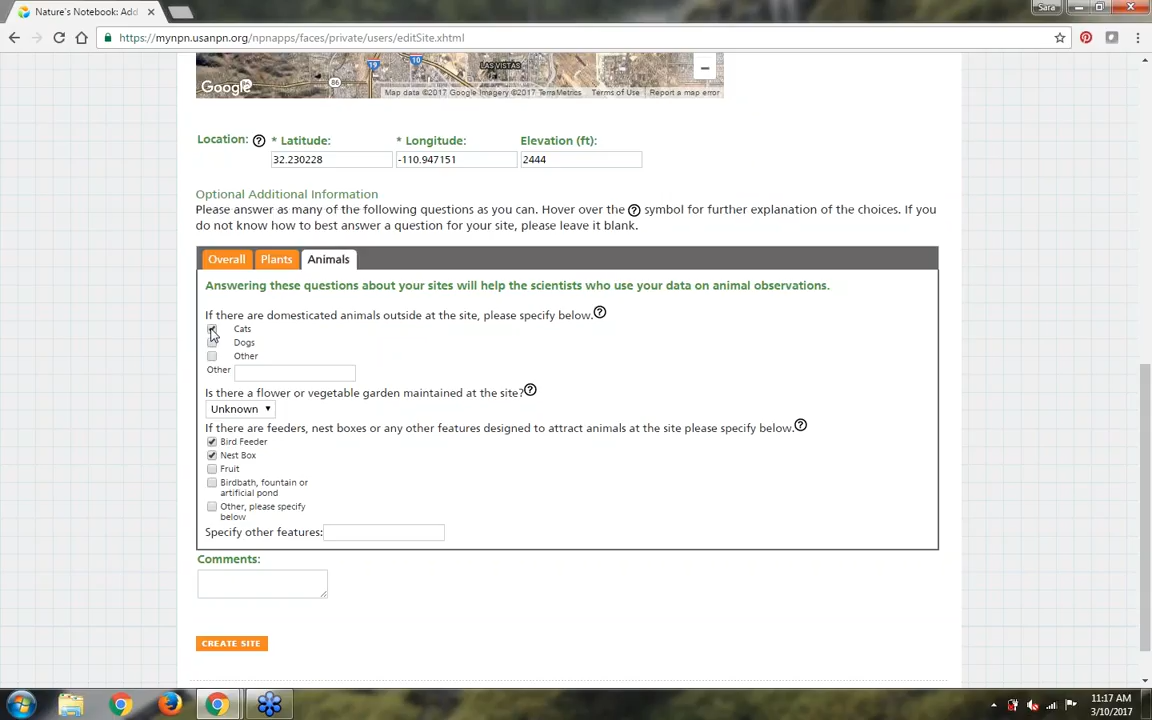 Nature's Notebook: Add
Sara
https://mynpn.usanpn.org/npnapps/faces/private/users/editSite.xhtml
LAS VISTAS
19
10
86
Google
Map data ©2017 Google Imagery ©2017 TerraMetrics
Terms of Use
Report a map error
Location: ? * Latitude: * Longitude: Elevation (ft):
32.230228 -110.947151 2444
Optional Additional Information
Please answer as many of the following questions as you can. Hover over the ? symbol for further explanation of the choices. If you
do not know how to best answer a question for your site, please leave it blank.
Overall Plants Animals
Answering these questions about your sites will help the scientists who use your data on animal observations.
If there are domesticated animals outside at the site, please specify below. ?
Cats
Dogs
Other
Other
Is there a flower or vegetable garden maintained at the site? ?
Unknown
If there are feeders, nest boxes or any other features designed to attract animals at the site please specify below. ?
Bird Feeder
Nest Box
Fruit
Birdbath, fountain or
artificial pond
Other, please specify
below
Specify other features:
Comments:
CREATE SITE
11:17 AM
3/10/2017